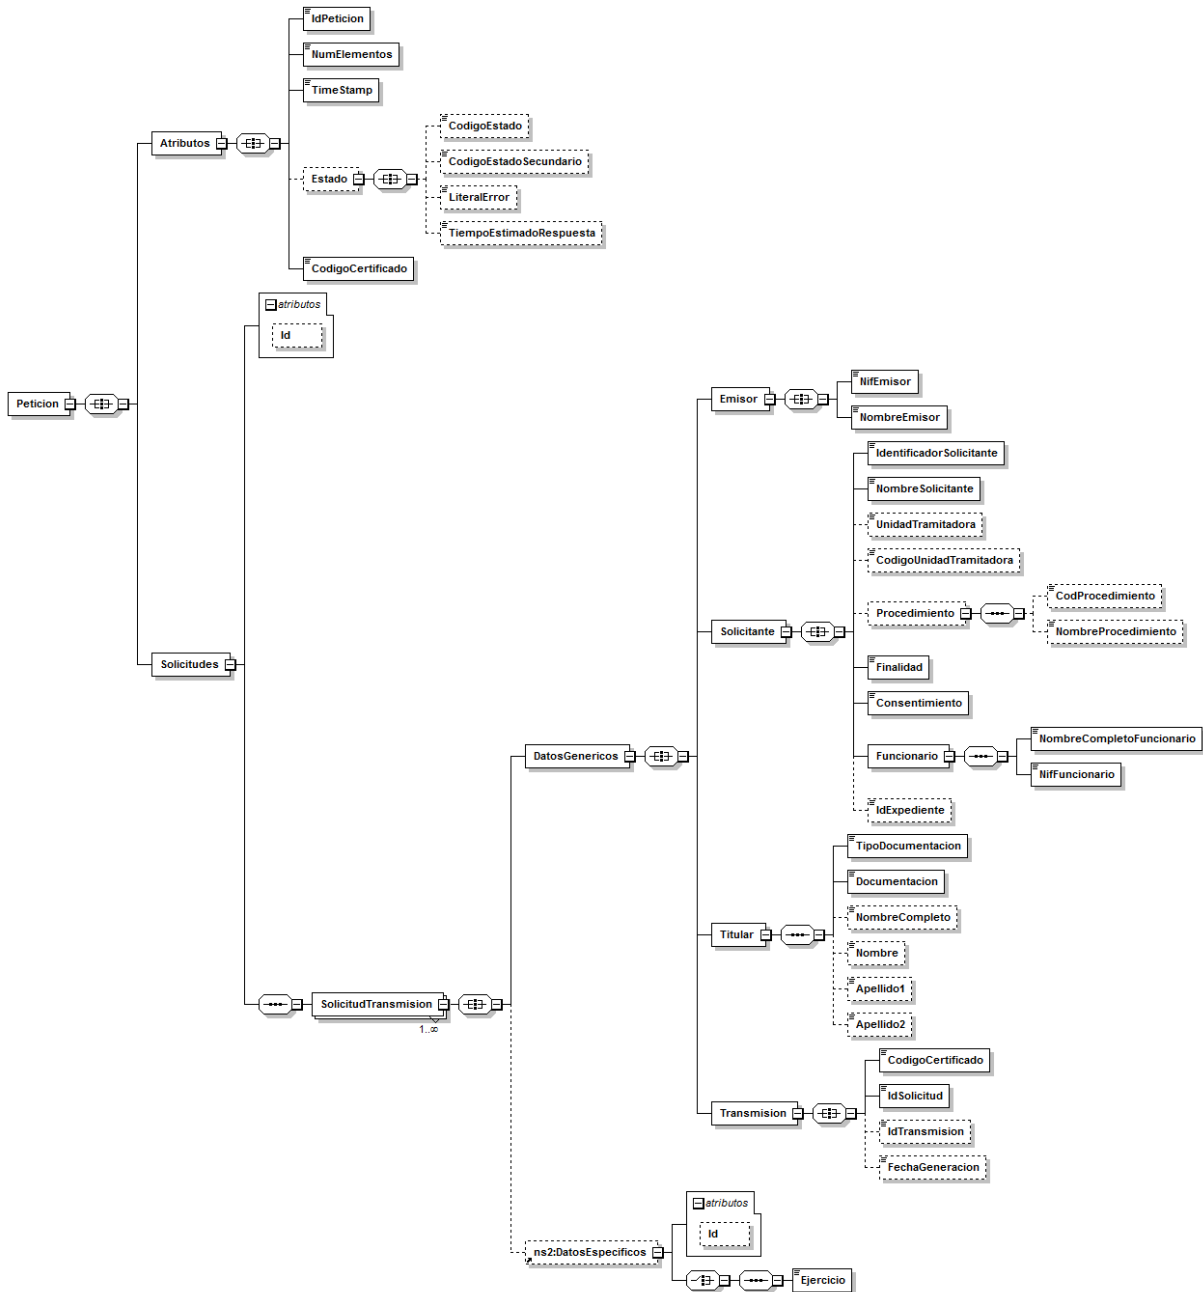 IdPeticion
NumElementos
TimeStamp
Atributos
CodigoEstado
CodigoEstadoSecundario
Estado
LiteralError
TiempoEstimadoRespuesta
CodigoCertificado
atributos
Id
Peticion
Emisor
NifEmisor
NombreEmisor
IdentificadorSolicitante
NombreSolicitante
UnidadTramitadora
CodigoUnidadTramitadora
Procedimiento
CodProcedimiento
NombreProcedimiento
Solicitante
Solicitudes
Finalidad
Consentimiento
DatosGenericos
Funcionario
NombreCompletoFuncionario
NifFuncionario
IdExpediente
TipoDocumentacion
Documentacion
NombreCompleto
Titular
Nombre
Apellido1
Apellido2
SolicitudTransmision
1..∞
CodigoCertificado
IdSolicitud
Transmision
IdTransmision
FechaGeneracion
atributos
Id
ns2:DatosEspecificos
Ejercicio